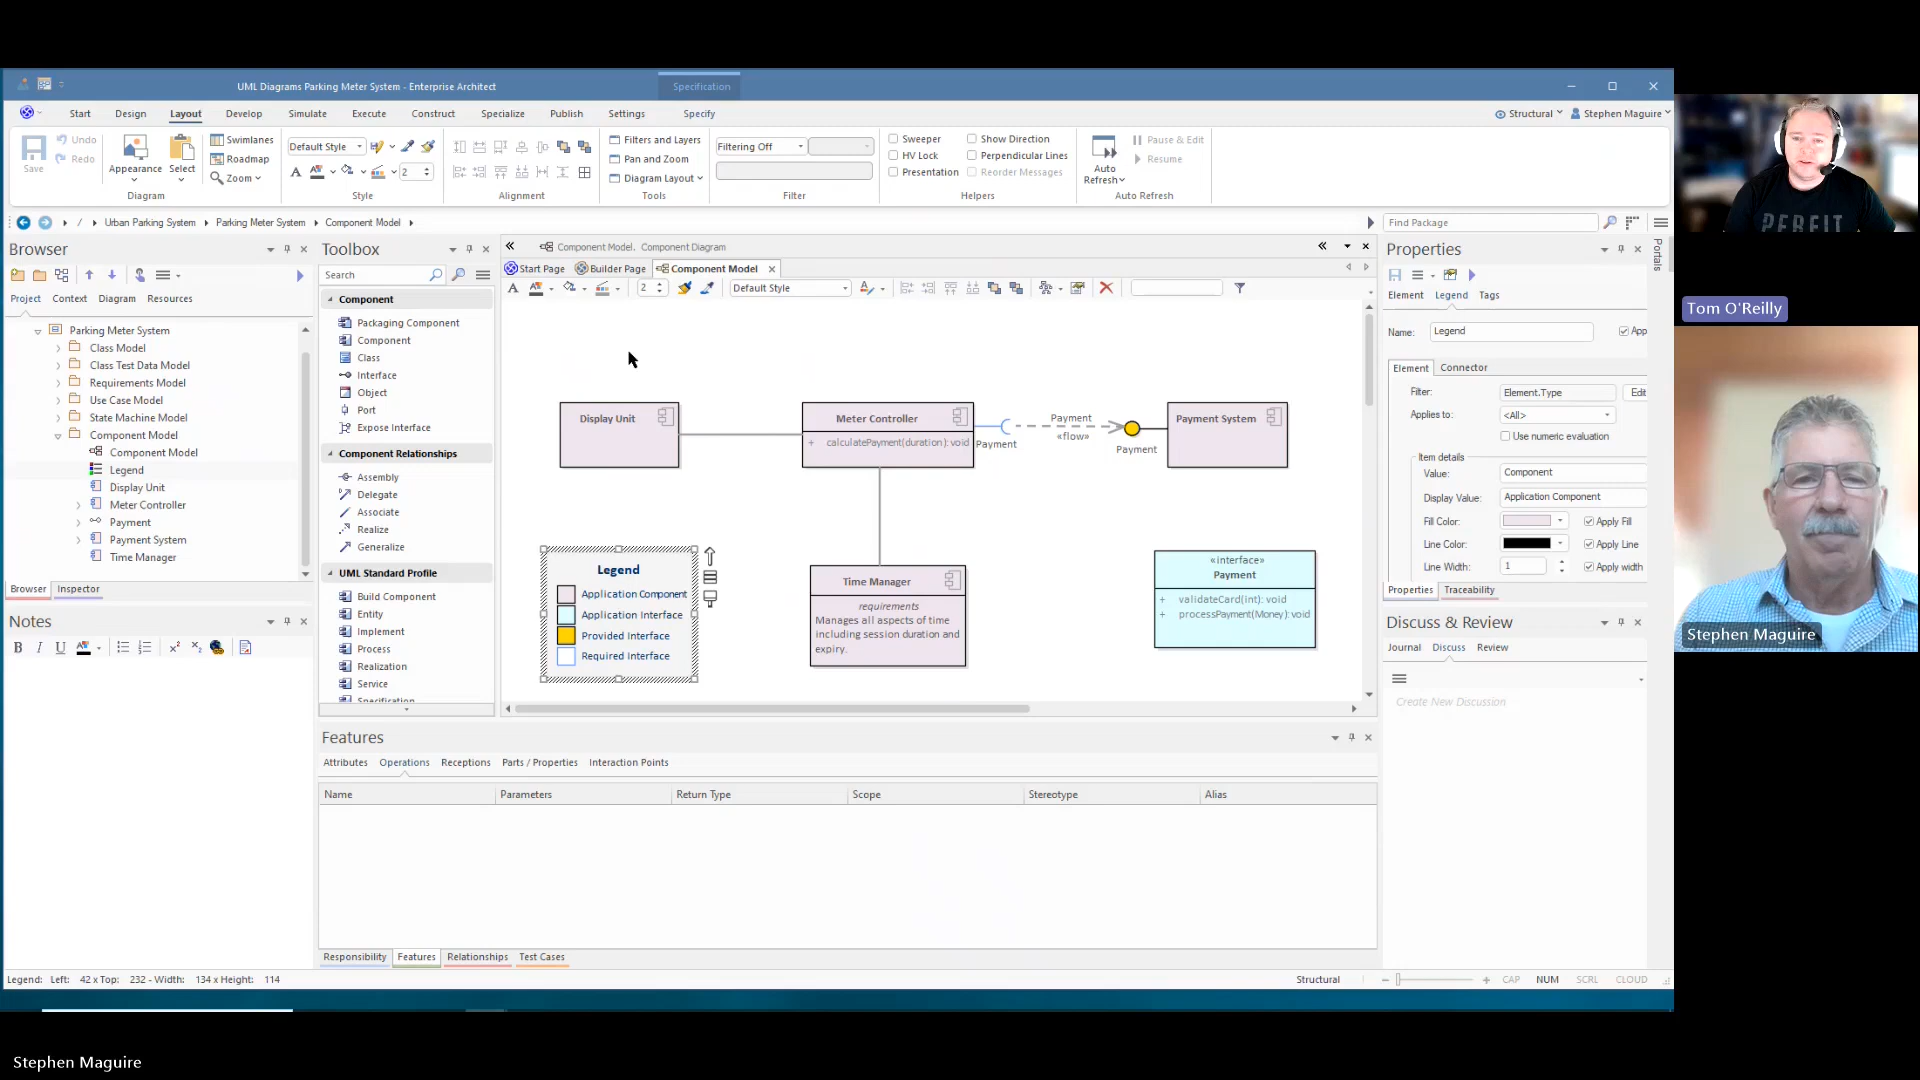 UML Diagrams Parking Meter System - Enterprise Architect
Specification
Start Design Layout Develop Simulate Execute Construct Specialize Publish Settings Specify
Structural
Stephen Maguire
Save
Undo
Redo
Appearance
Select
Swimlanes
Roadmap
Zoom
Diagram
Default Style
2
Style
Alignment
Filters and Layers
Pan and Zoom
Diagram Layout
Tools
Filtering Off
Filter
Sweeper
HV Lock
Presentation
Show Direction
Perpendicular Lines
Reorder Messages
Helpers
Auto Refresh
Pause & Edit
Resume
Auto Refresh
/ Urban Parking System Parking Meter System Component Model
Find Package
Portals
Browser
Project Context Diagram Resources
Parking Meter System
Class Model
Class Test Data Model
Requirements Model
Use Case Model
State Machine Model
Component Model
Component Model
Legend
Display Unit
Meter Controller
Payment
Payment System
Time Manager
Browser Inspector
Notes
B I U
Toolbox
Search
Component
Packaging Component
Component
Class
Interface
Object
Port
Expose Interface
Component Relationships
Assembly
Delegate
Associate
Realize
Generalize
UML Standard Profile
Build Component
Entity
Implement
Process
Realization
Service
Specification
Component Model. Component Diagram
Start Page Builder Page Component Model
2
Default Style
Display Unit
Meter Controller
+ calculatePayment(duration): void
Payment
Payment
«flow»
Payment
Payment System
Legend
Application Component
Application Interface
Provided Interface
Required Interface
Time Manager
requirements
Manages all aspects of time
including session duration and
expiry.
«interface»
Payment
+ validateCard(int): void
+ processPayment(Money): void
Features
Attributes Operations Receptions Parts / Properties Interaction Points
Name Parameters Return Type Scope Stereotype Alias
Responsibility Features Relationships Test Cases
Properties
Element Legend Tags
Name: Legend App
Element Connector
Filter: Element.Type Edit
Applies to: <All>
Use numeric evaluation
Item details
Value: Component
Display Value: Application Component
Fill Color: Apply Fill
Line Color: Apply Line
Line Width: 1 Apply width
Properties Traceability
Discuss & Review
Journal Discuss Review
Create New Discussion
Legend: Left: 42 x Top: 232 - Width: 134 x Height: 114
Structural
CAP NUM SCRL CLOUD
Tom O'Reilly
Stephen Maguire
Stephen Maguire